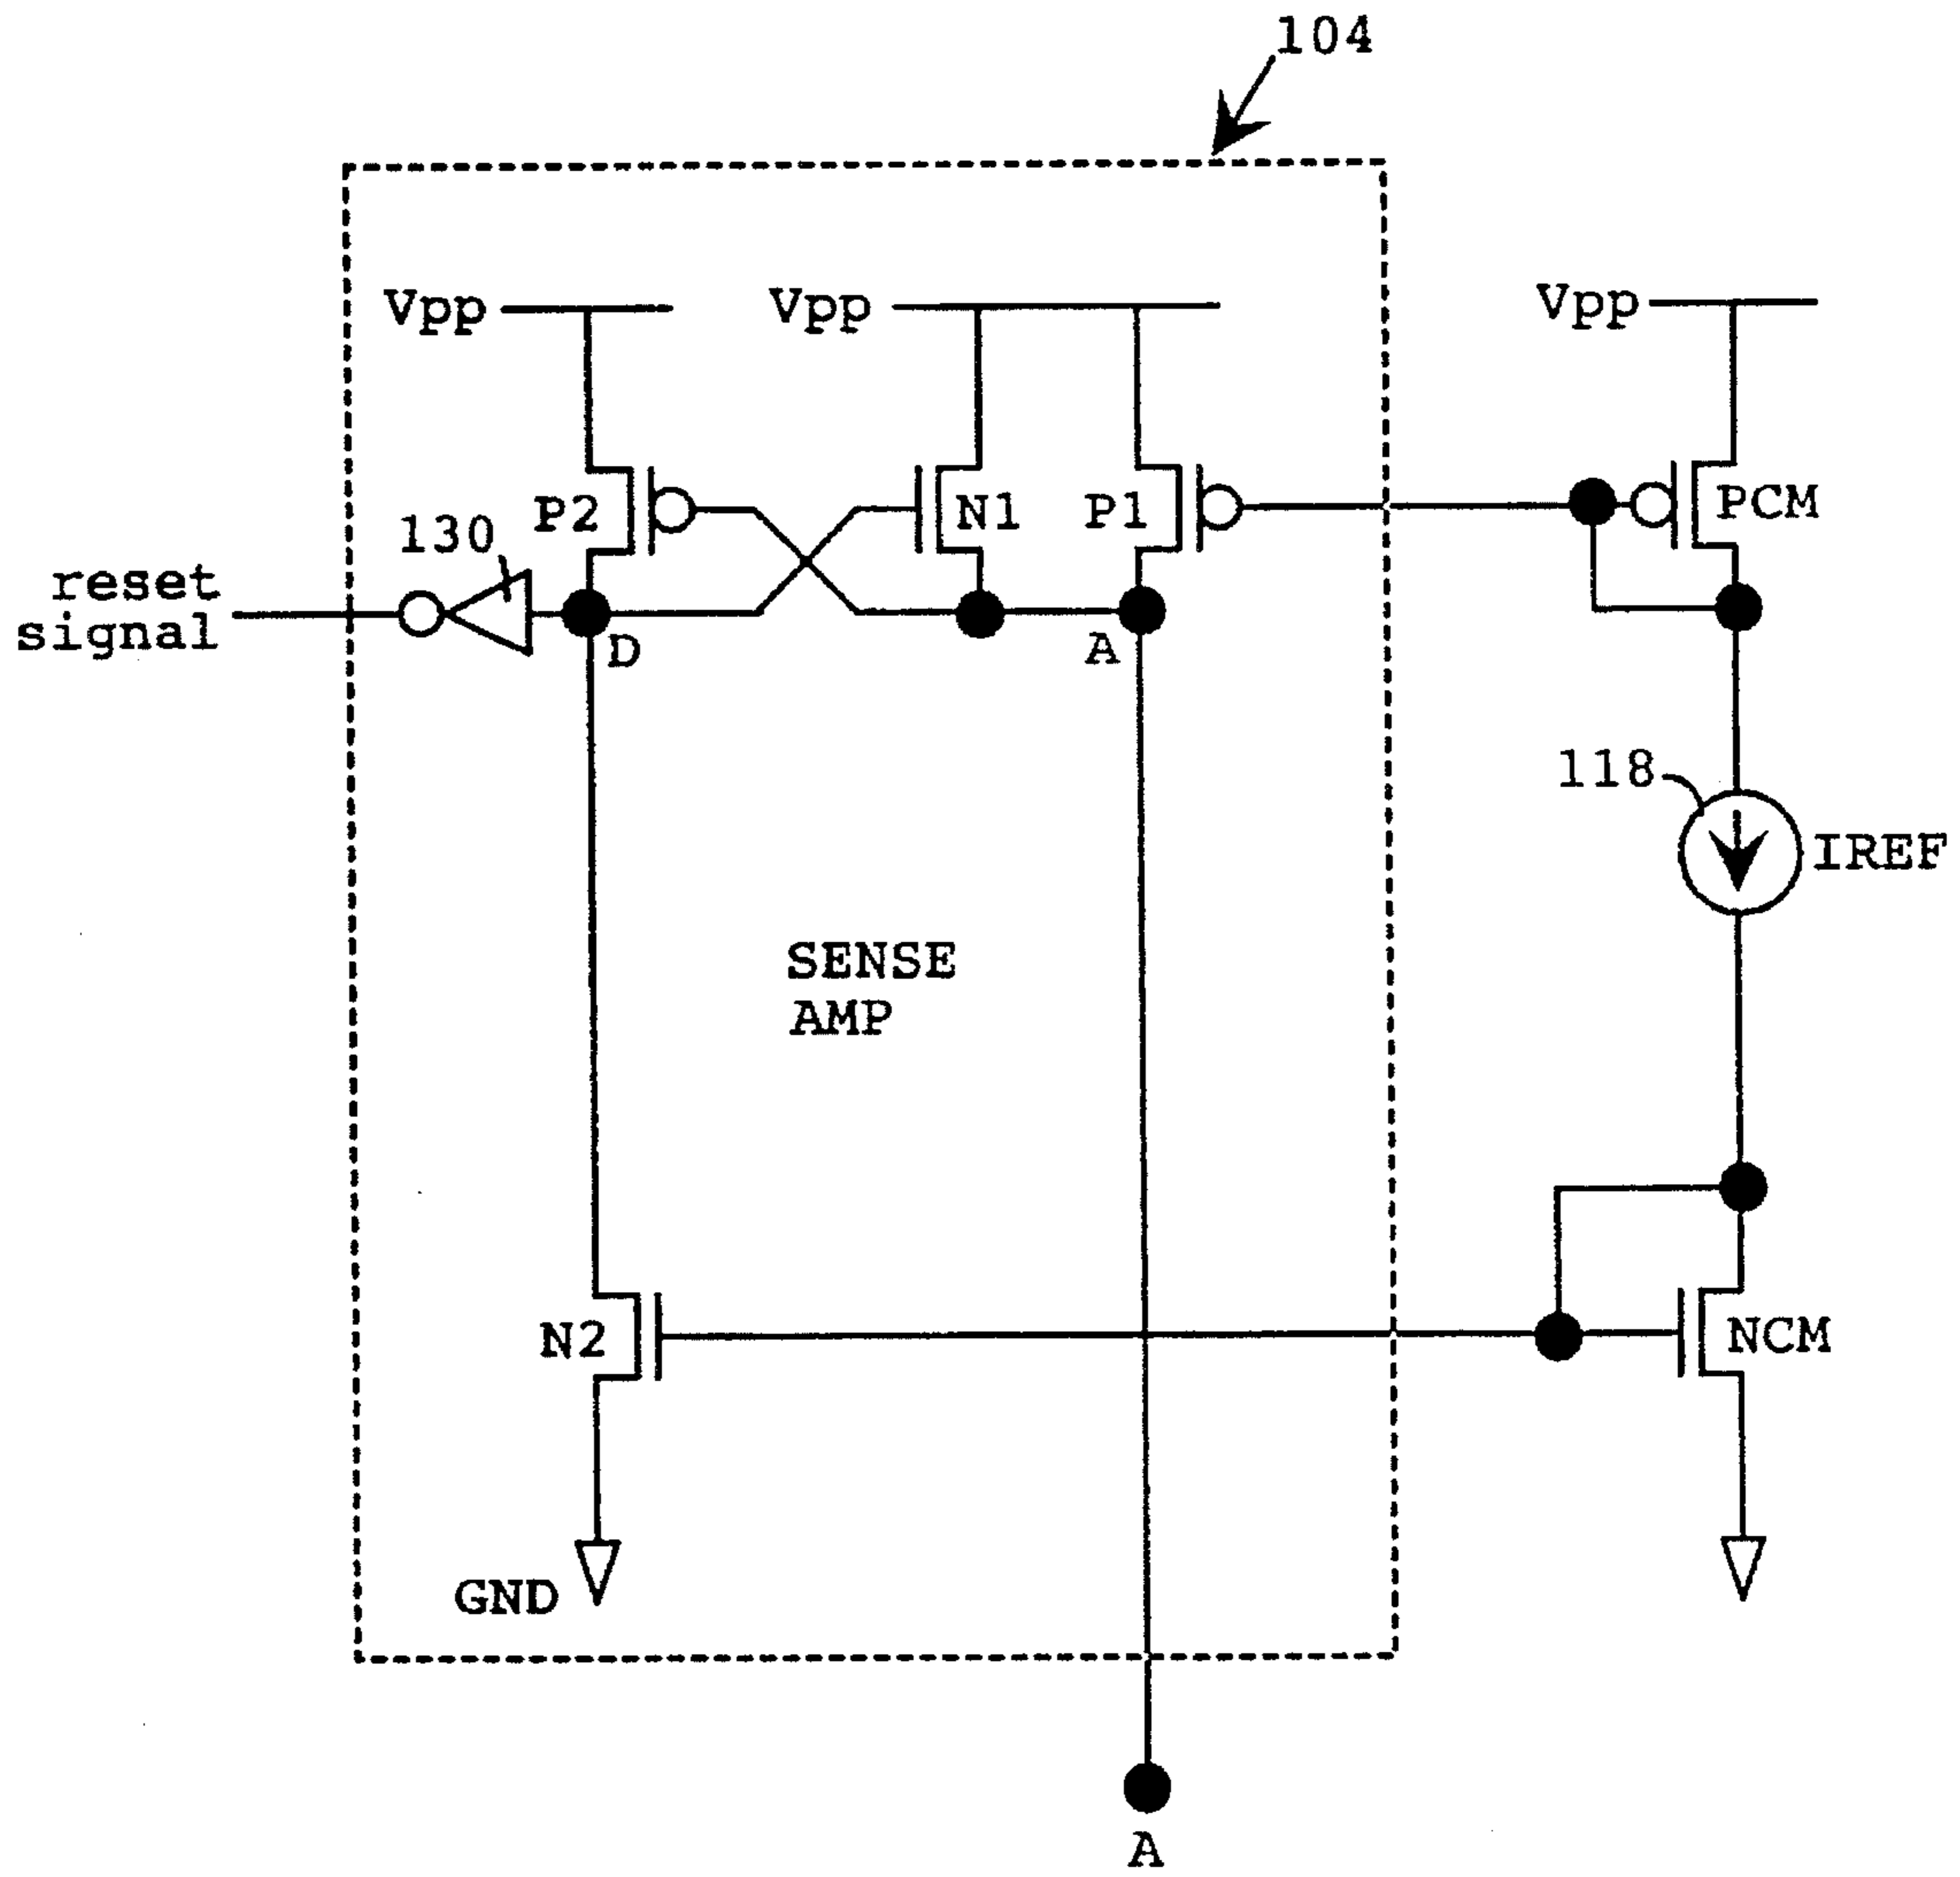 104
Vpp
Vpp
Vpp
P2
N1
P1
PCM
130
reset
signal
D
A
118
IREF
SENSE
AMP
N2
NCM
GND
A